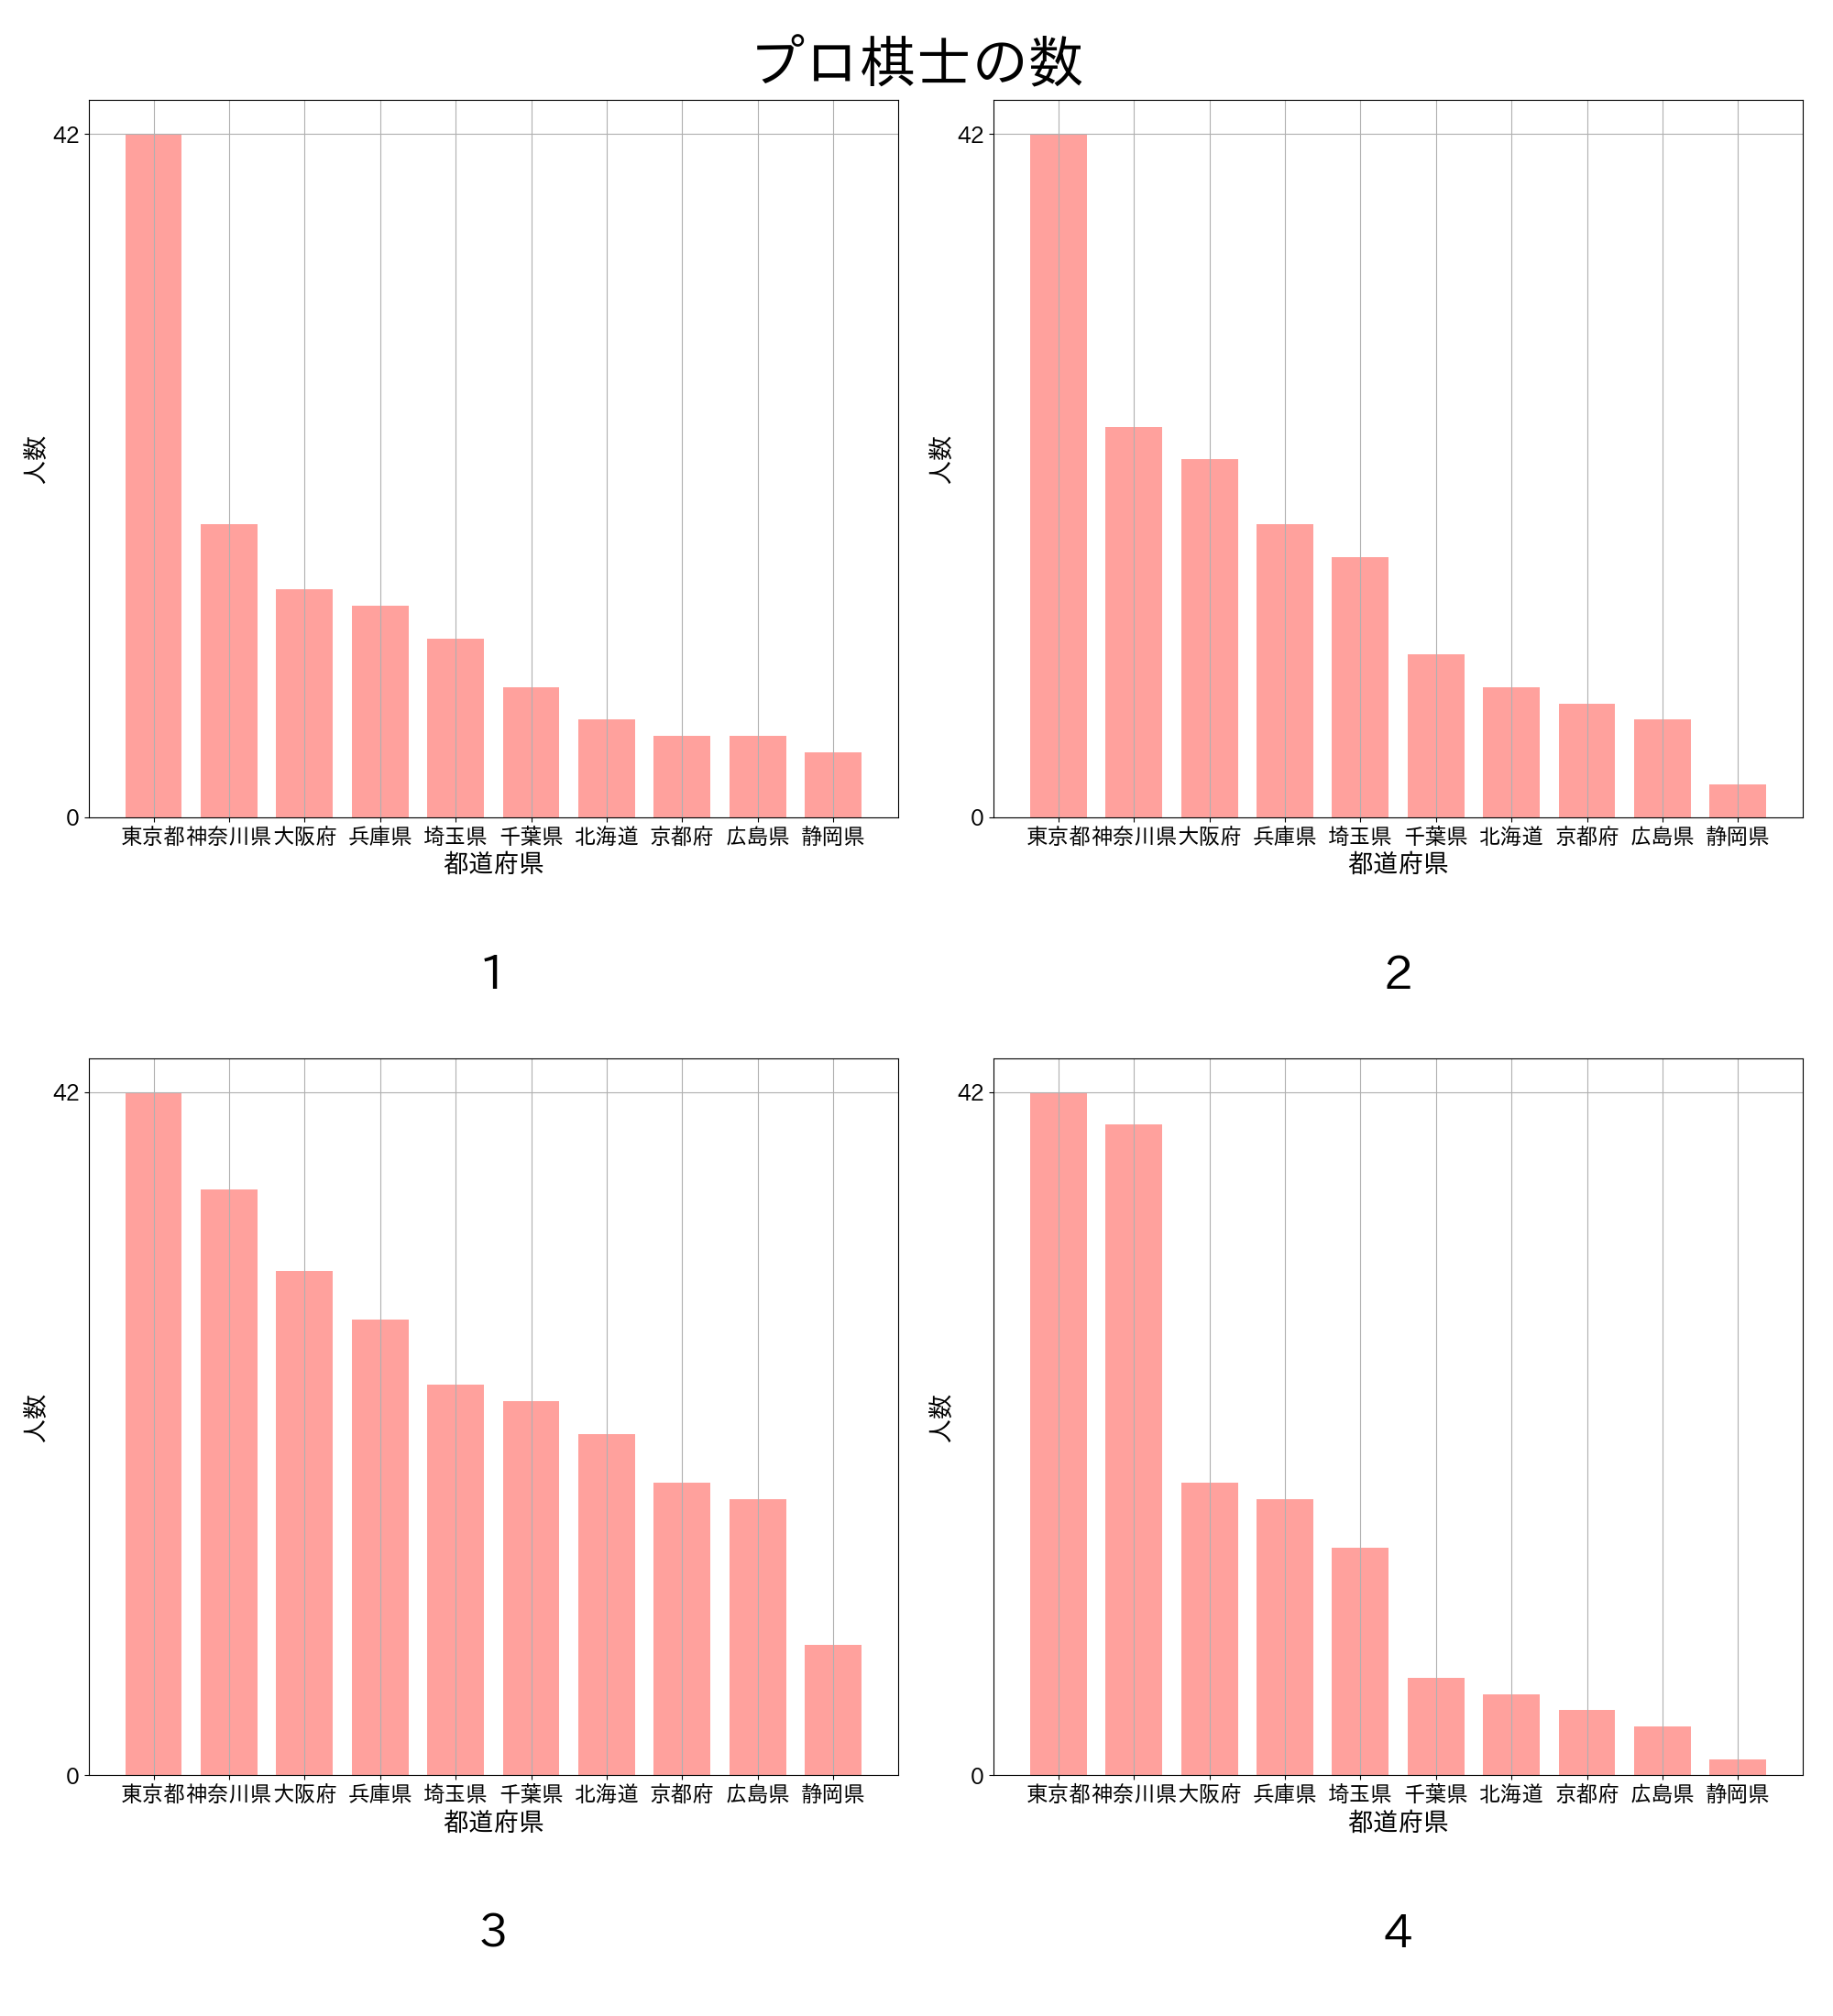 プロ棋士の数
42
0
人数
東京都 神奈川県 大阪府 兵庫県 埼玉県 千葉県 北海道 京都府 広島県 静岡県
都道府県
1
42
0
人数
東京都 神奈川県 大阪府 兵庫県 埼玉県 千葉県 北海道 京都府 広島県 静岡県
都道府県
2
42
0
人数
東京都 神奈川県 大阪府 兵庫県 埼玉県 千葉県 北海道 京都府 広島県 静岡県
都道府県
3
42
0
人数
東京都 神奈川県 大阪府 兵庫県 埼玉県 千葉県 北海道 京都府 広島県 静岡県
都道府県
4